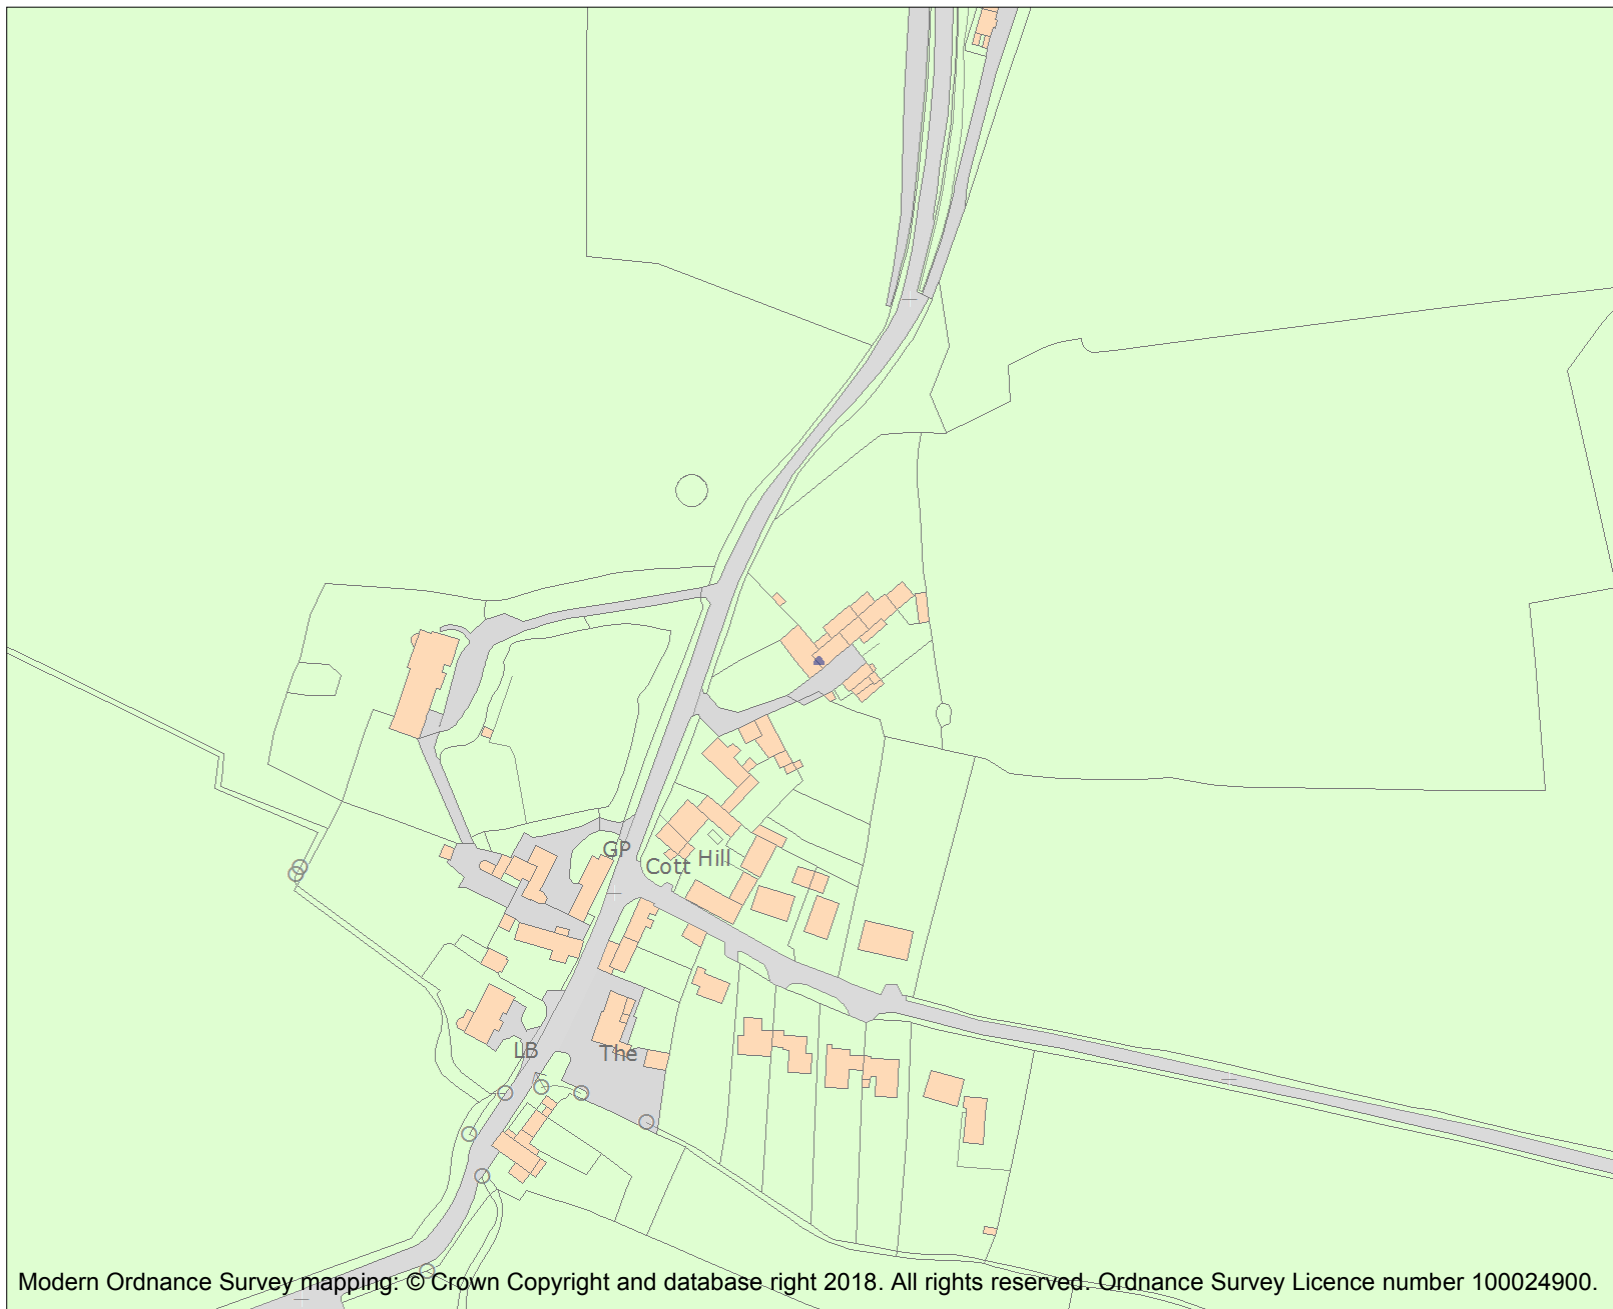 GP
Cott Hill
LB
The
Modern Ordnance Survey mapping: © Crown Copyright and database right 2018. All rights reserved. Ordnance Survey Licence number 100024900.